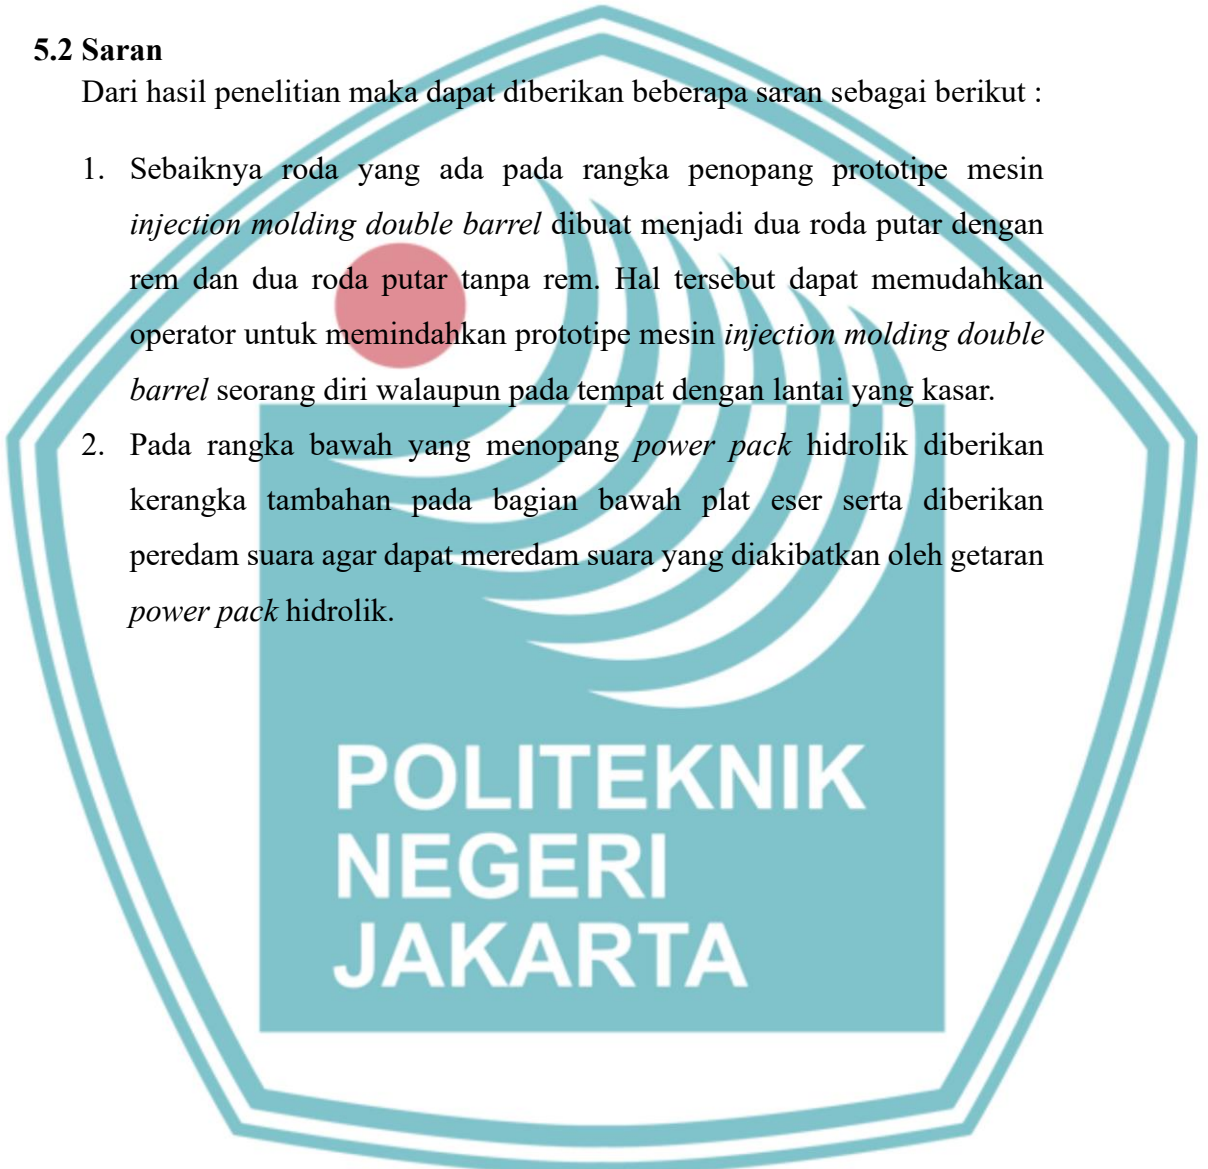 5.2 Saran
Dari hasil penelitian maka dapat diberikan beberapa saran sebagai berikut :
1. Sebaiknya roda yang ada pada rangka penopang prototipe mesin
injection molding double barrel dibuat menjadi dua roda putar dengan
rem dan dua roda putar tanpa rem. Hal tersebut dapat memudahkan
operator untuk memindahkan prototipe mesin injection molding double
barrel seorang diri walaupun pada tempat dengan lantai yang kasar.
2. Pada rangka bawah yang menopang power pack hidrolik diberikan
kerangka tambahan pada bagian bawah plat eser serta diberikan
peredam suara agar dapat meredam suara yang diakibatkan oleh getaran
power pack hidrolik.
POLITEKNIK
NEGERI
JAKARTA